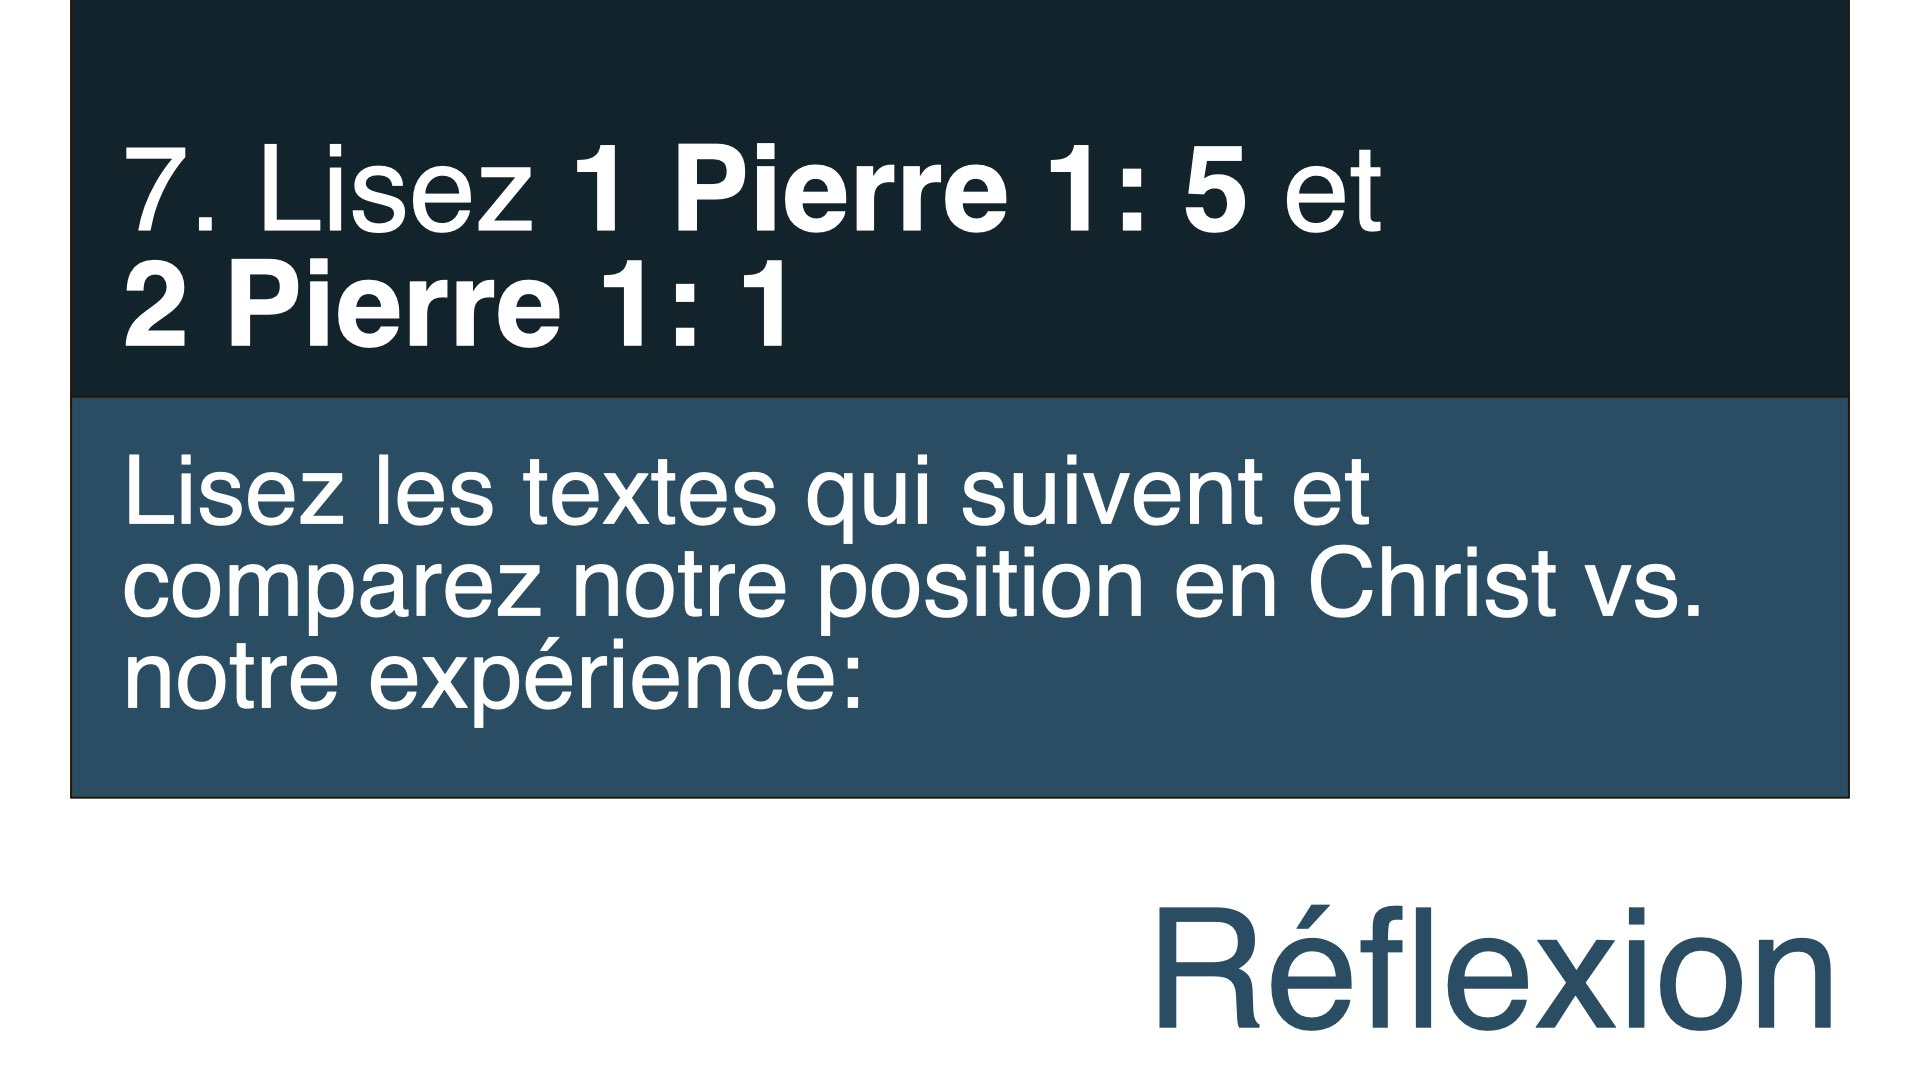 7. Lisez 1 Pierre 1: 5 et
2 Pierre 1: 1
Lisez les textes qui suivent et
comparez notre position en Christ vs.
notre expérience:
Réflexion